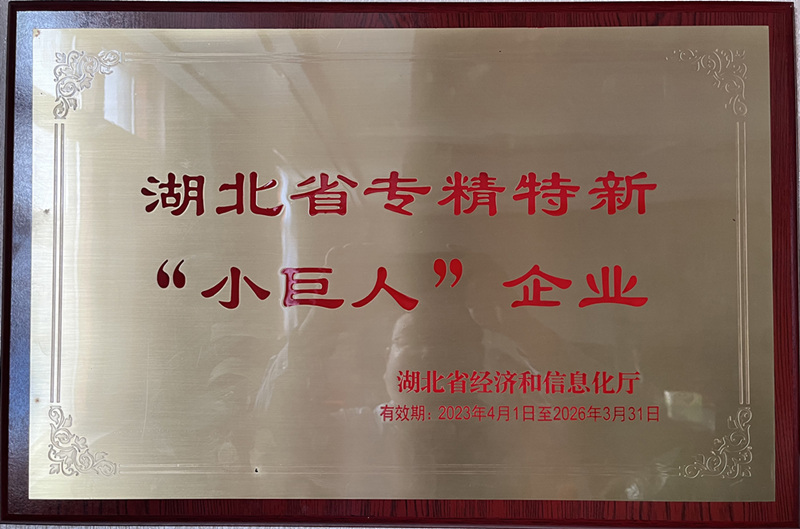 湖北省专精特新
“小巨人”企业
湖北省经济和信息化厅
有效期：2023年4月1日至2026年3月31日